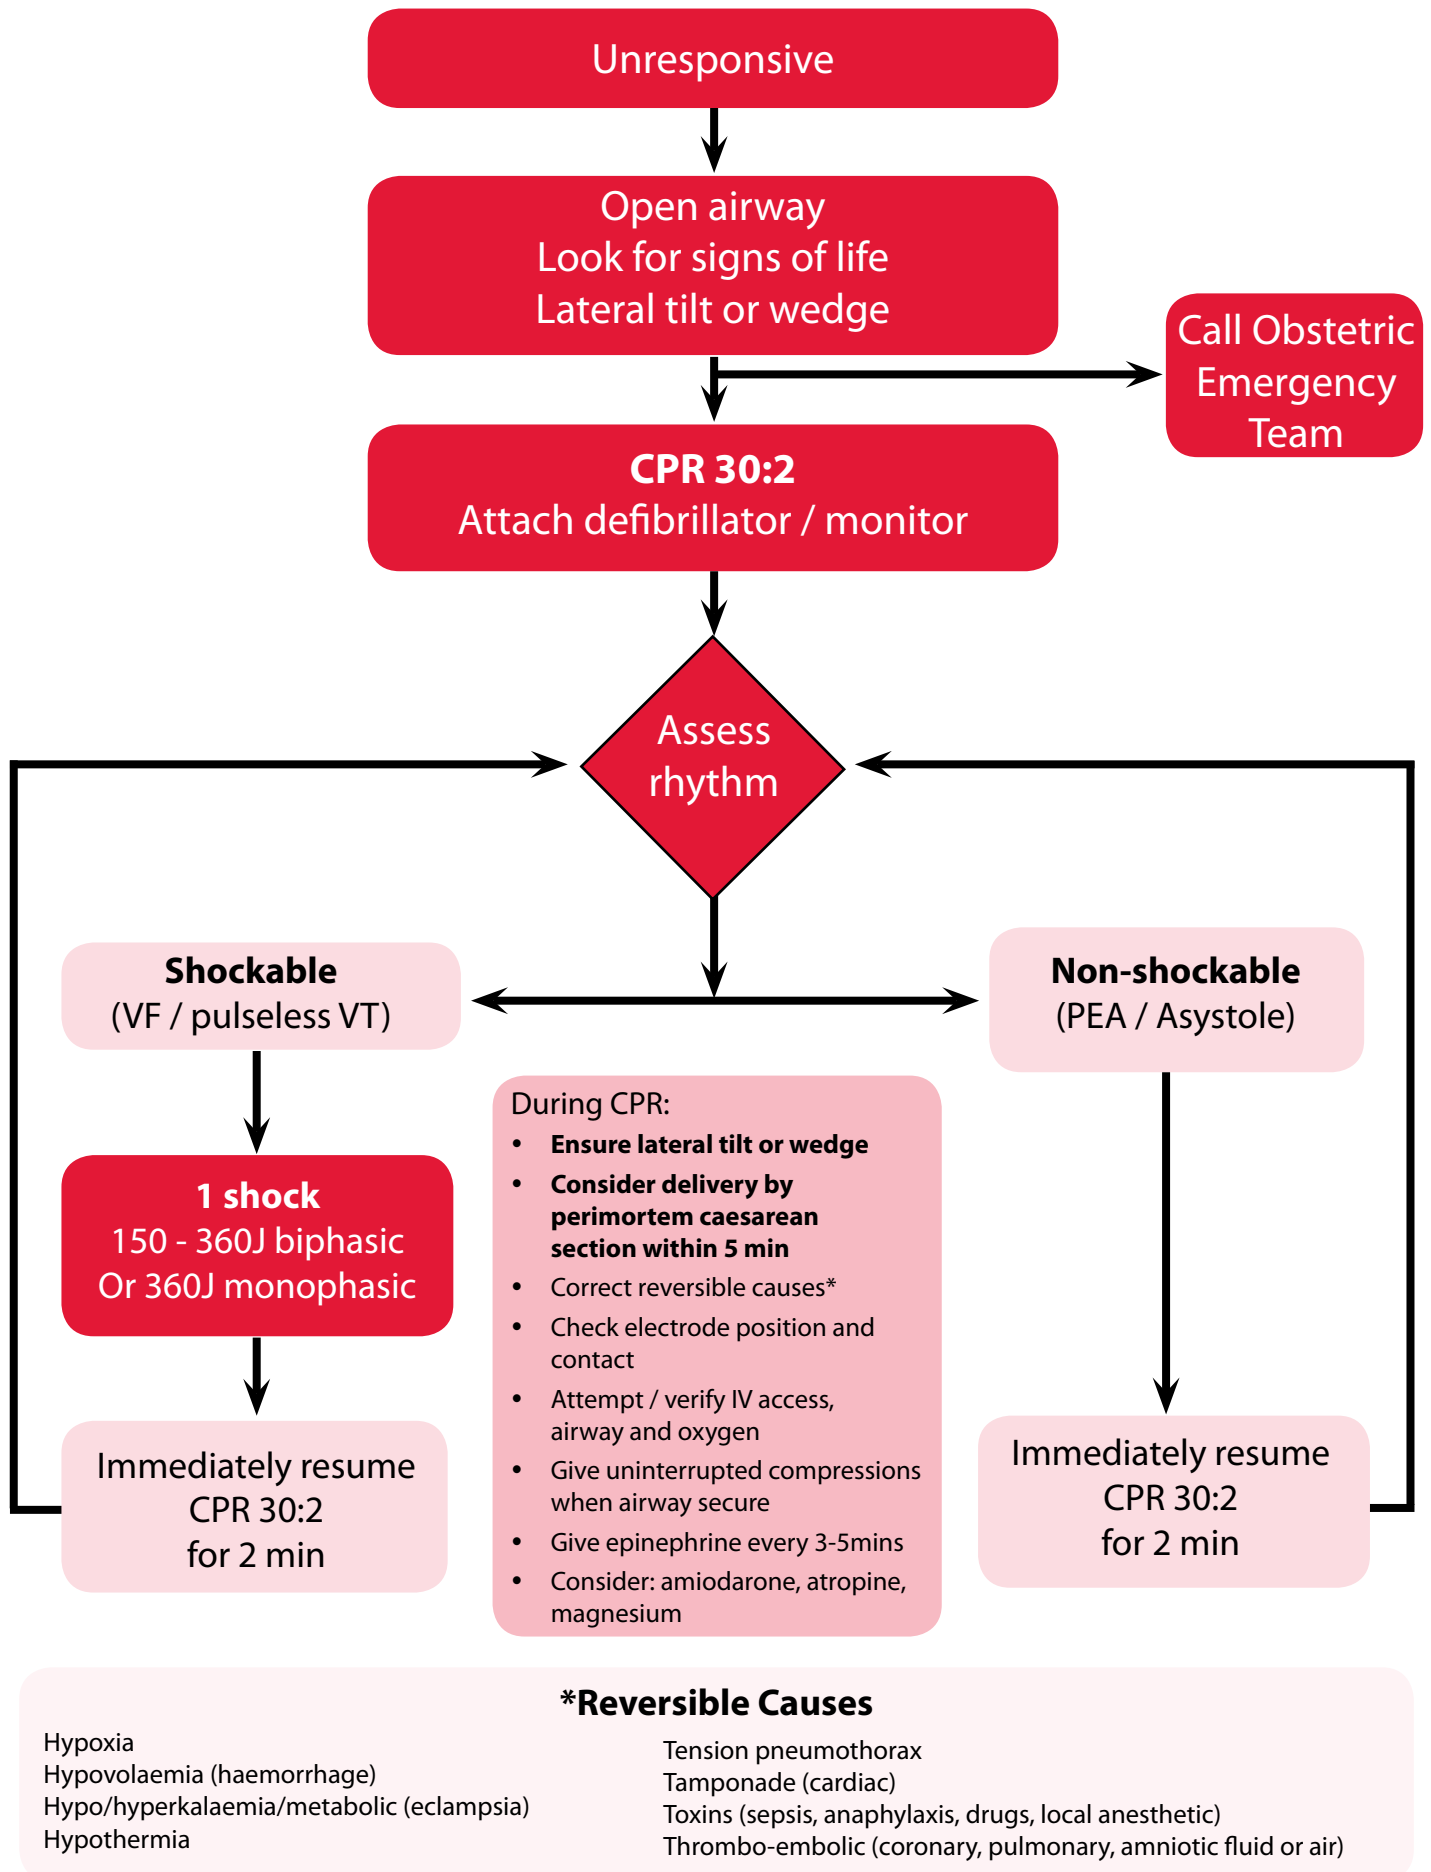 Unresponsive
Open airway
Look for signs of life
Lateral tilt or wedge
Call Obstetric
Emergency
Team
CPR 30:2
Attach defibrillator / monitor
Assess
rhythm
Shockable
(VF / pulseless VT)
Non-shockable
(PEA / Asystole)
1 shock
150 - 360J biphasic
Or 360J monophasic
Immediately resume
CPR 30:2
for 2 min
During CPR:
• Ensure lateral tilt or wedge
• Consider delivery by
perimortem caesarean
section within 5 min
• Correct reversible causes*
• Check electrode position and
contact
• Attempt / verify IV access,
airway and oxygen
• Give uninterrupted compressions
when airway secure
• Give epinephrine every 3-5mins
• Consider: amiodarone, atropine,
magnesium
Immediately resume
CPR 30:2
for 2 min
*Reversible Causes
Hypoxia
Hypovolaemia (haemorrhage)
Hypo/hyperkalaemia/metabolic (eclampsia)
Hypothermia
Tension pneumothorax
Tamponade (cardiac)
Toxins (sepsis, anaphylaxis, drugs, local anesthetic)
Thrombo-embolic (coronary, pulmonary, amniotic fluid or air)